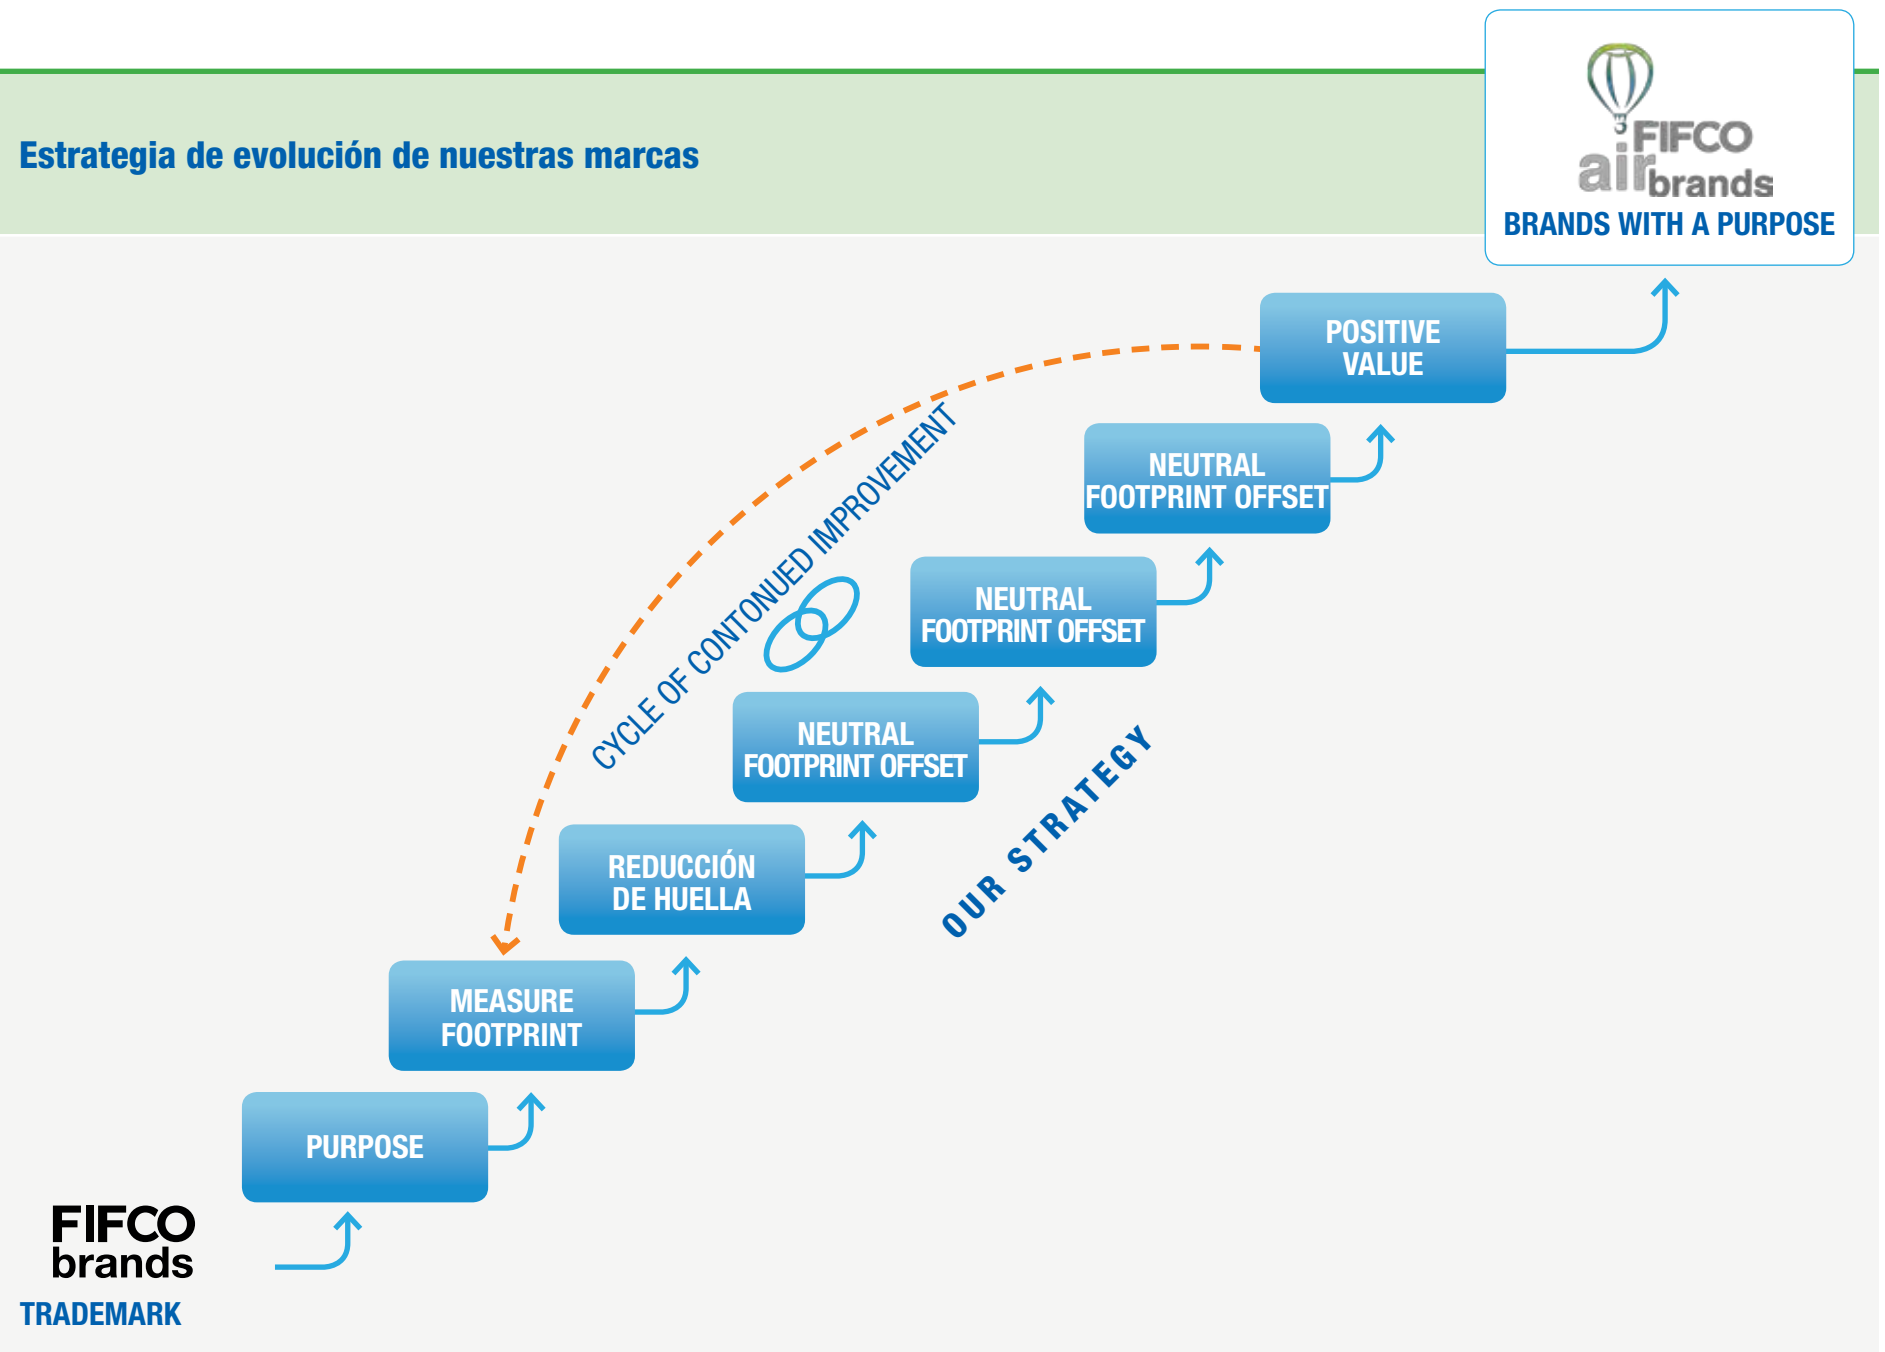 Estrategia de evolución de nuestras marcas
FIFCO
air brands
BRANDS WITH A PURPOSE
POSITIVE
VALUE
NEUTRAL
FOOTPRINT OFFSET
CYCLE OF CONTONUED IMPROVEMENT
NEUTRAL
FOOTPRINT OFFSET
NEUTRAL
FOOTPRINT OFFSET
OUR STRATEGY
REDUCCIÓN
DE HUELLA
MEASURE
FOOTPRINT
PURPOSE
FIFCO
brands
TRADEMARK